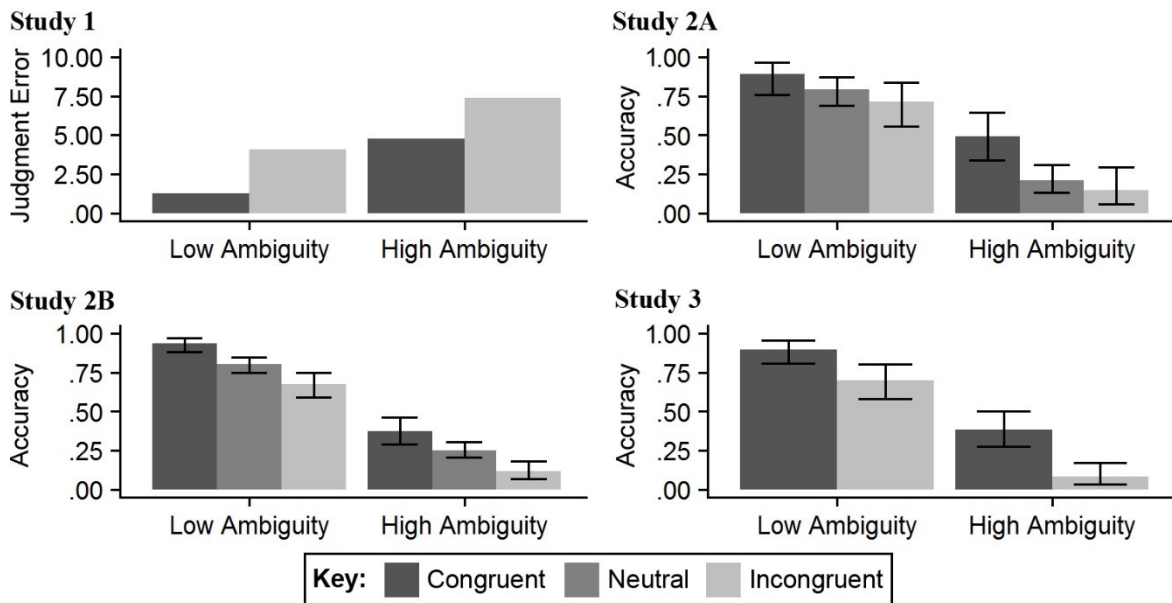 Study 1
Judgment Error
10.00
7.50
5.00
2.50
.00
Low Ambiguity
High Ambiguity
Study 2A
Accuracy
1.00
.75
.50
.25
.00
Low Ambiguity
High Ambiguity
Study 2B
Accuracy
1.00
.75
.50
.25
.00
Low Ambiguity
High Ambiguity
Study 3
Accuracy
1.00
.75
.50
.25
.00
Low Ambiguity
High Ambiguity
Key: Congruent Neutral Incongruent